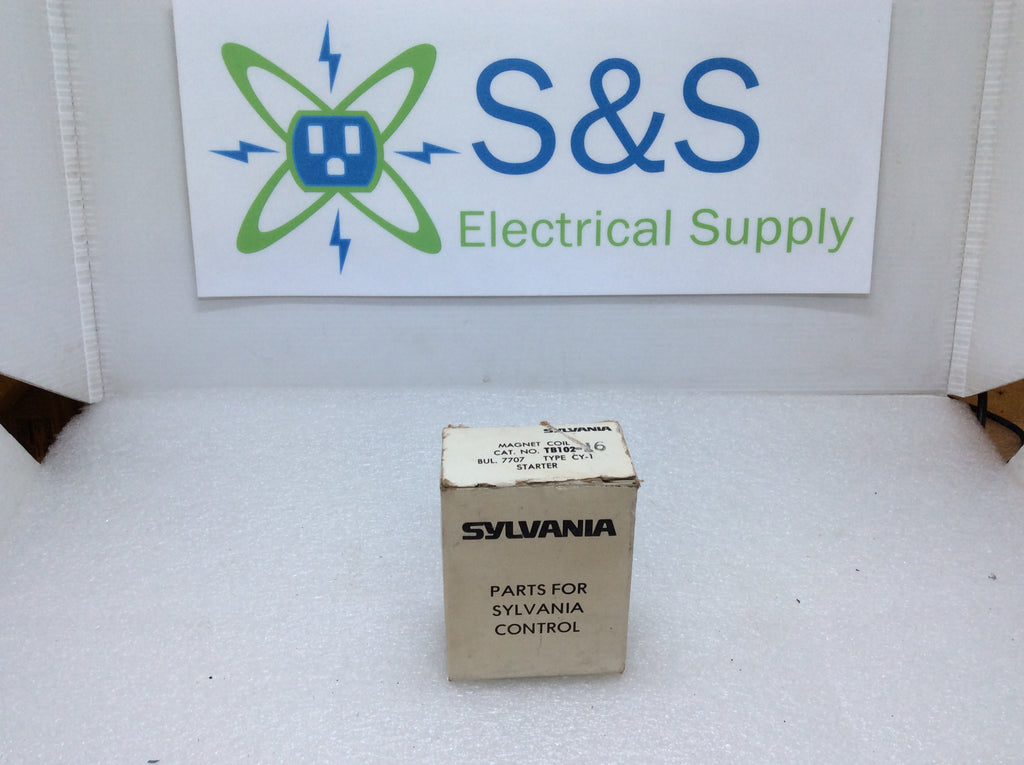 S&S
Electrical Supply
SYLVANIA
MAGNET COIL
CAT. NO. TB102-16
BUL. 7707 TYPE CY-1
STARTER
SYLVANIA
PARTS FOR
SYLVANIA
CONTROL